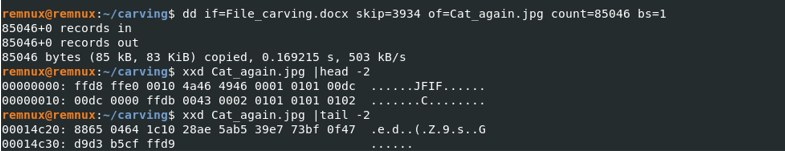 remnux@remnux:~/carving$ dd if=File_carving.docx skip=3934 of=Cat_again.jpg count=85046 bs=1
85046+0 records in
85046+0 records out
85046 bytes (85 kB, 83 KiB) copied, 0.169215 s, 503 kB/s
remnux@remnux:~/carving$ xxd Cat_again.jpg |head -2
00000000: ffd8 ffe0 0010 4a46 4946 0001 0101 00dc  ......JFIF......
00000010: 00dc 0000 ffdb 0043 0002 0101 0101 0102  .......C........
remnux@remnux:~/carving$ xxd Cat_again.jpg |tail -2
00014c20: 8865 0464 1c10 28ae 5ab5 39e7 73bf 0f47  .e.d..(.Z.9.s..G
00014c30: d9d3 b5cf ffd9                           ......